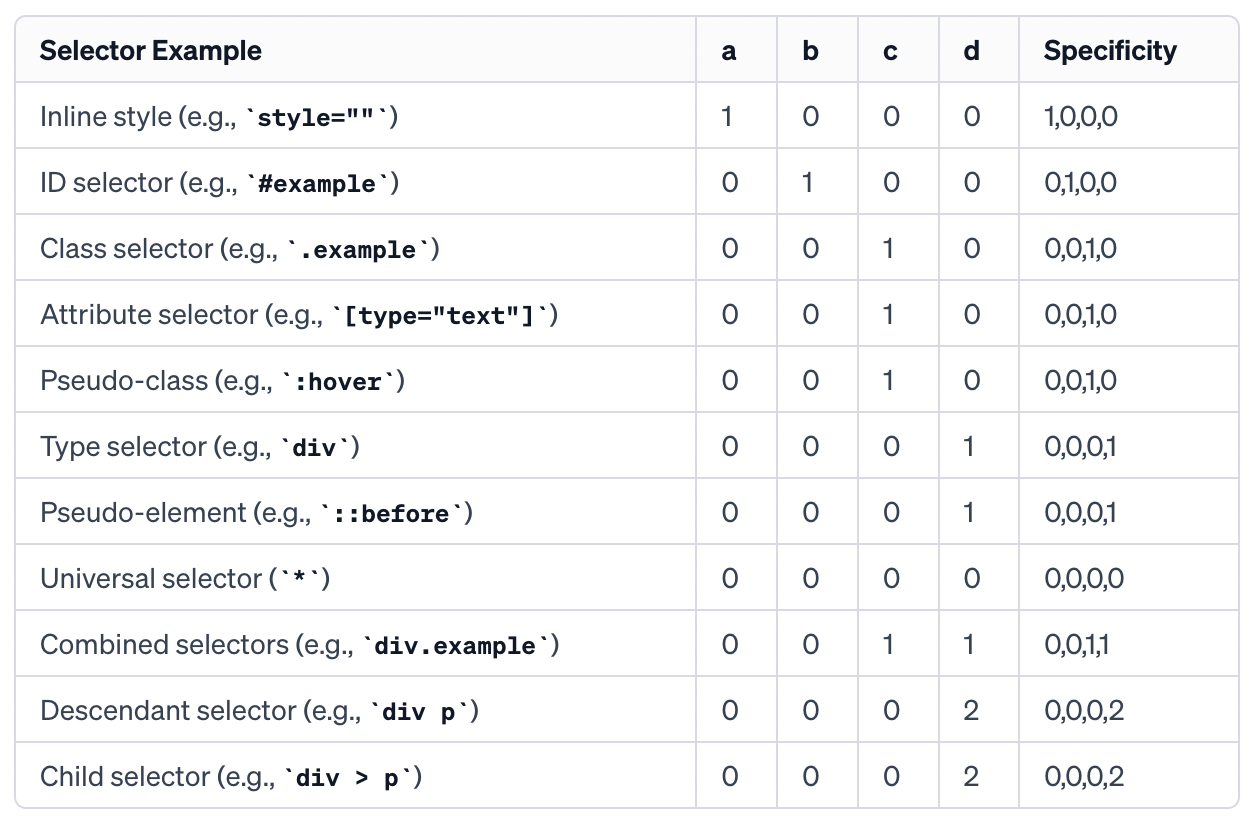 Selector Example a b c d Specificity
Inline style (e.g., `style=""`) 1 0 0 0 1,0,0,0
ID selector (e.g., `#example`) 0 1 0 0 0,1,0,0
Class selector (e.g., `.example`) 0 0 1 0 0,0,1,0
Attribute selector (e.g., `[type="text"]`) 0 0 1 0 0,0,1,0
Pseudo-class (e.g., `:hover`) 0 0 1 0 0,0,1,0
Type selector (e.g., `div`) 0 0 0 1 0,0,0,1
Pseudo-element (e.g., `::before`) 0 0 0 1 0,0,0,1
Universal selector (`*`) 0 0 0 0 0,0,0,0
Combined selectors (e.g., `div.example`) 0 0 1 1 0,0,1,1
Descendant selector (e.g., `div p`) 0 0 0 2 0,0,0,2
Child selector (e.g., `div > p`) 0 0 0 2 0,0,0,2